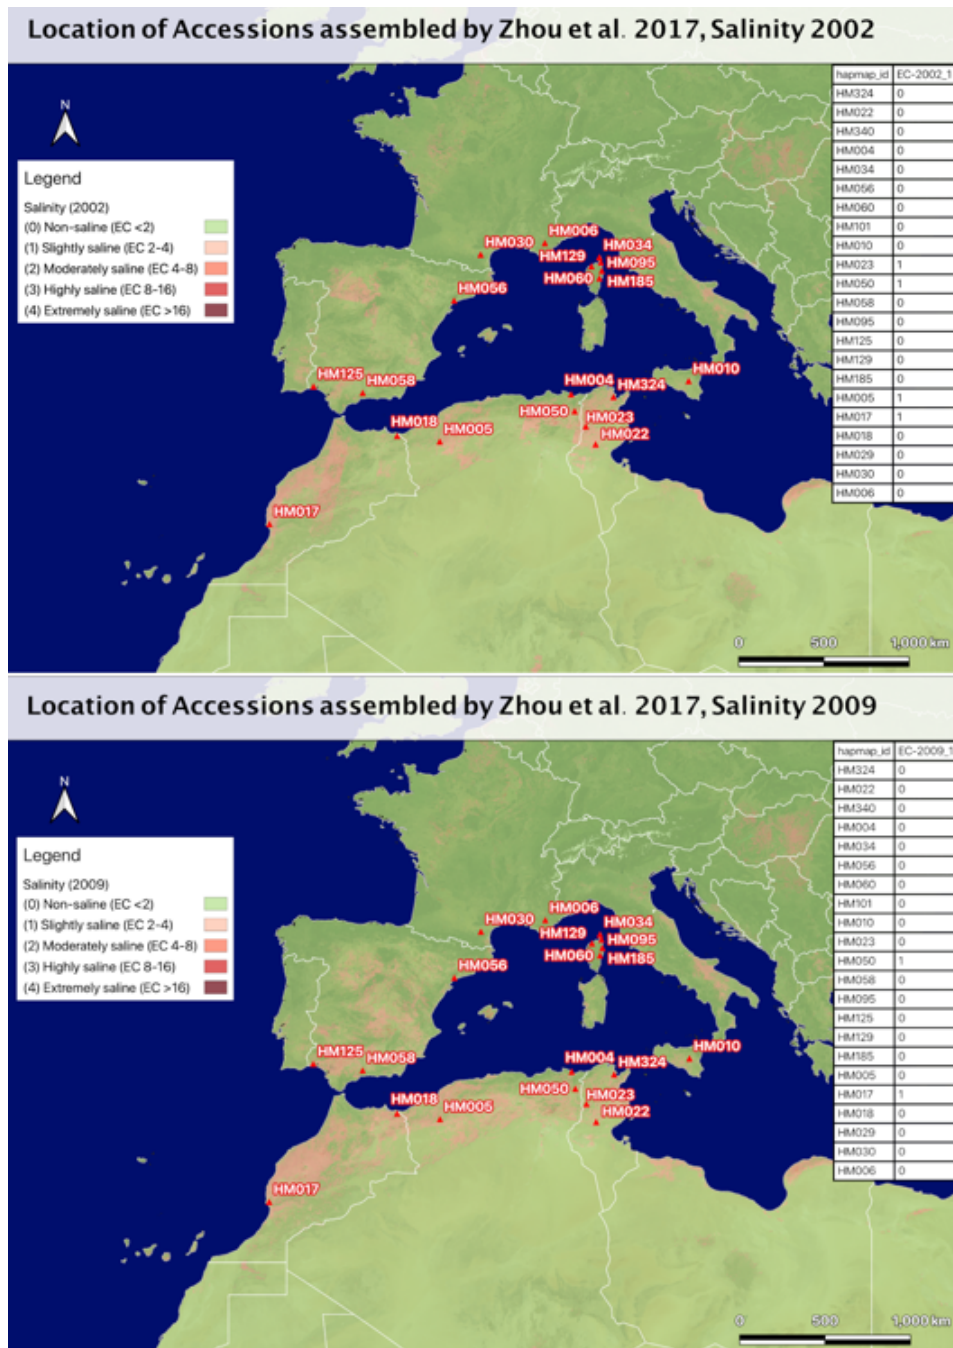 Location of Accessions assembled by Zhou et al. 2017, Salinity 2002
N
Legend
Salinity (2002)
(0) Non-saline (EC <2)
(1) Slightly saline (EC 2-4)
(2) Moderately saline (EC 4-8)
(3) Highly saline (EC 8-16)
(4) Extremely saline (EC >16)
hapmap_id EC-2002_1
HM324 0
HM022 0
HM340 0
HM004 0
HM034 0
HM056 0
HM060 0
HM101 0
HM010 0
HM023 1
HM050 1
HM058 0
HM095 0
HM125 0
HM129 0
HM185 0
HM005 1
HM017 1
HM018 0
HM029 0
HM030 0
HM006 0
HM006
HM030
HM034
HM129
HM095
HM060
HM185
HM056
HM125
HM058
HM004
HM324
HM010
HM050
HM023
HM018
HM005
HM022
HM017
0 500 1,000 km
Location of Accessions assembled by Zhou et al. 2017, Salinity 2009
N
Legend
Salinity (2009)
(0) Non-saline (EC <2)
(1) Slightly saline (EC 2-4)
(2) Moderately saline (EC 4-8)
(3) Highly saline (EC 8-16)
(4) Extremely saline (EC >16)
hapmap_id EC-2009_1
HM324 0
HM022 0
HM340 0
HM004 0
HM034 0
HM056 0
HM060 0
HM101 0
HM010 0
HM023 0
HM050 1
HM058 0
HM095 0
HM125 0
HM129 0
HM185 0
HM005 0
HM017 1
HM018 0
HM029 0
HM030 0
HM006 0
HM006
HM030
HM034
HM129
HM095
HM060
HM185
HM056
HM125
HM058
HM004
HM324
HM010
HM050
HM023
HM018
HM005
HM022
HM017
0 500 1,000 km